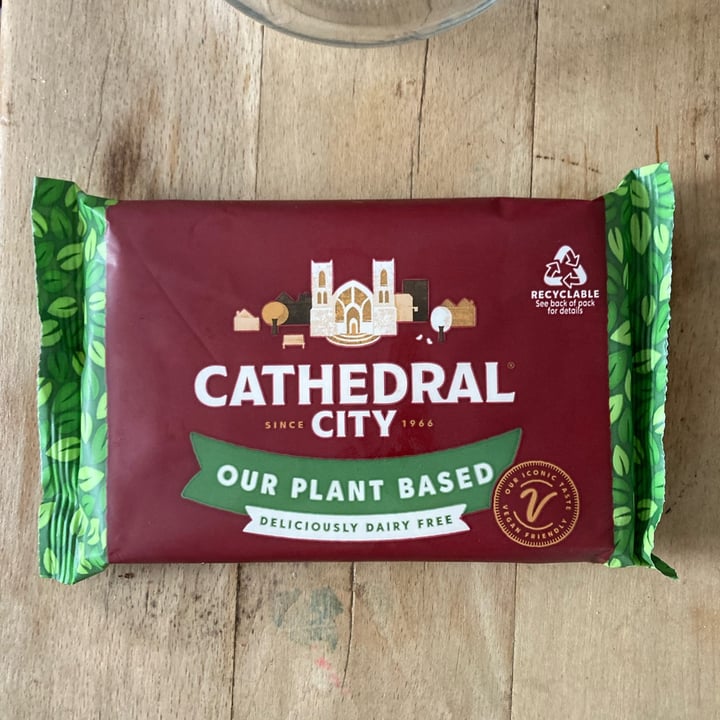 RECYCLABLE
See back of pack
for details
CATHEDRAL®
SINCE CITY 1966
OUR PLANT BASED
DELICIOUSLY DAIRY FREE
OUR ICONIC TASTE
V
VEGAN FRIENDLY